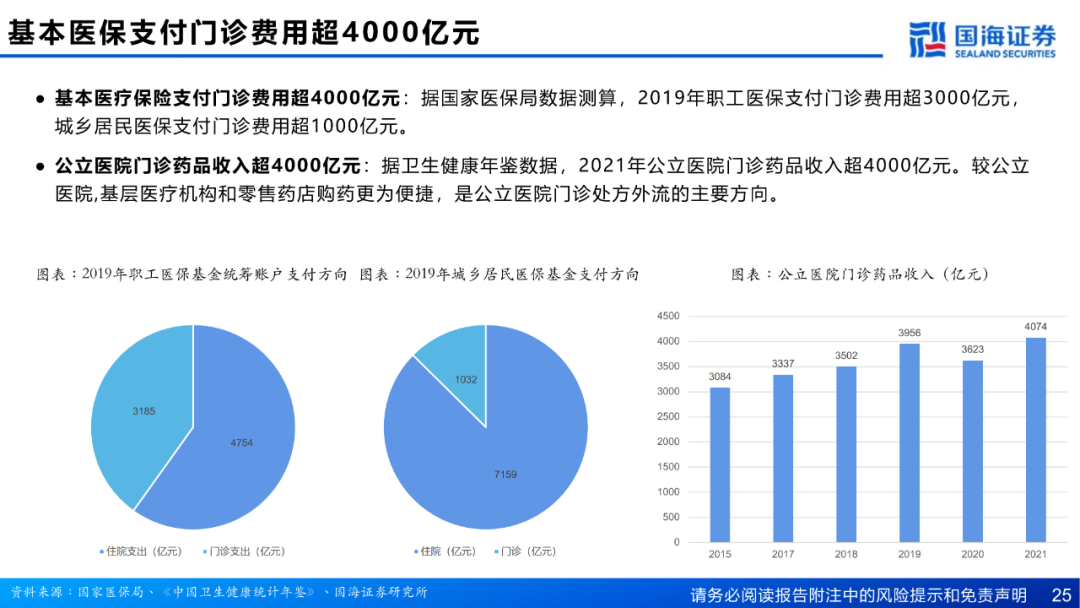 基本医保支付门诊费用超4000亿元
国海证券
SEALAND SECURITIES
● 基本医疗保险支付门诊费用超4000亿元：据国家医保局数据测算，2019年职工医保支付门诊费用超3000亿元，
城乡居民医保支付门诊费用超1000亿元。
● 公立医院门诊药品收入超4000亿元：据卫生健康年鉴数据，2021年公立医院门诊药品收入超4000亿元。较公立
医院,基层医疗机构和零售药店购药更为便捷，是公立医院门诊处方外流的主要方向。
图表：2019年职工医保基金统筹账户支付方向
3185
4754
住院支出（亿元）
门诊支出（亿元）
图表：2019年城乡居民医保基金支付方向
1032
7159
住院（亿元）
门诊（亿元）
图表：公立医院门诊药品收入（亿元）
4500
4000
3500
3000
2500
2000
1500
1000
500
0
3084
3337
3502
3956
3623
4074
2015
2017
2018
2019
2020
2021
资料来源：国家医保局、《中国卫生健康统计年鉴》、国海证券研究所
请务必阅读报告附注中的风险提示和免责声明
25